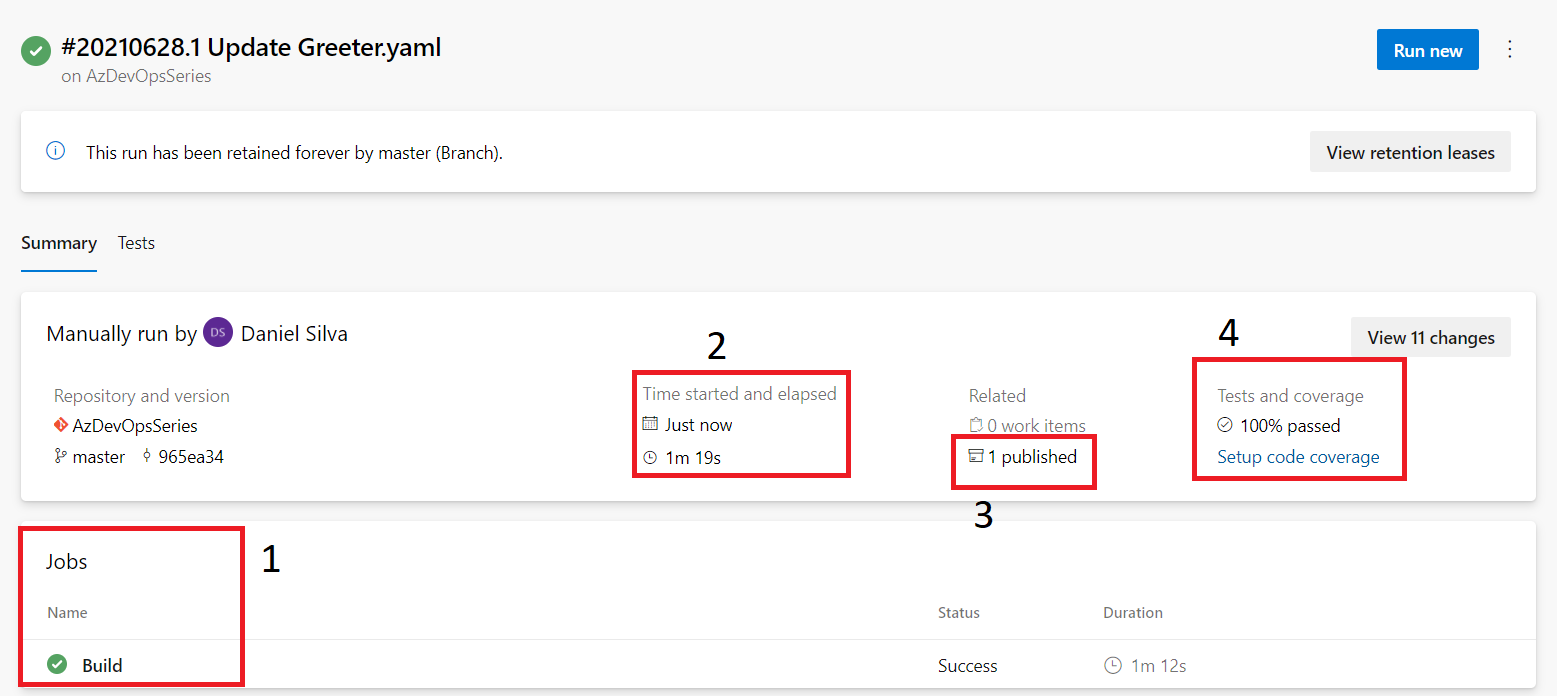 #20210628.1 Update Greeter.yaml
on AzDevOpsSeries
Run new
This run has been retained forever by master (Branch).
View retention leases
Summary
Tests
Manually run by DS Daniel Silva
View 11 changes
2
4
Repository and version
AzDevOpsSeries
master 965ea34
Time started and elapsed
Just now
1m 19s
Related
0 work items
1 published
3
Tests and coverage
100% passed
Setup code coverage
Jobs
1
Name Status Duration
Build Success 1m 12s